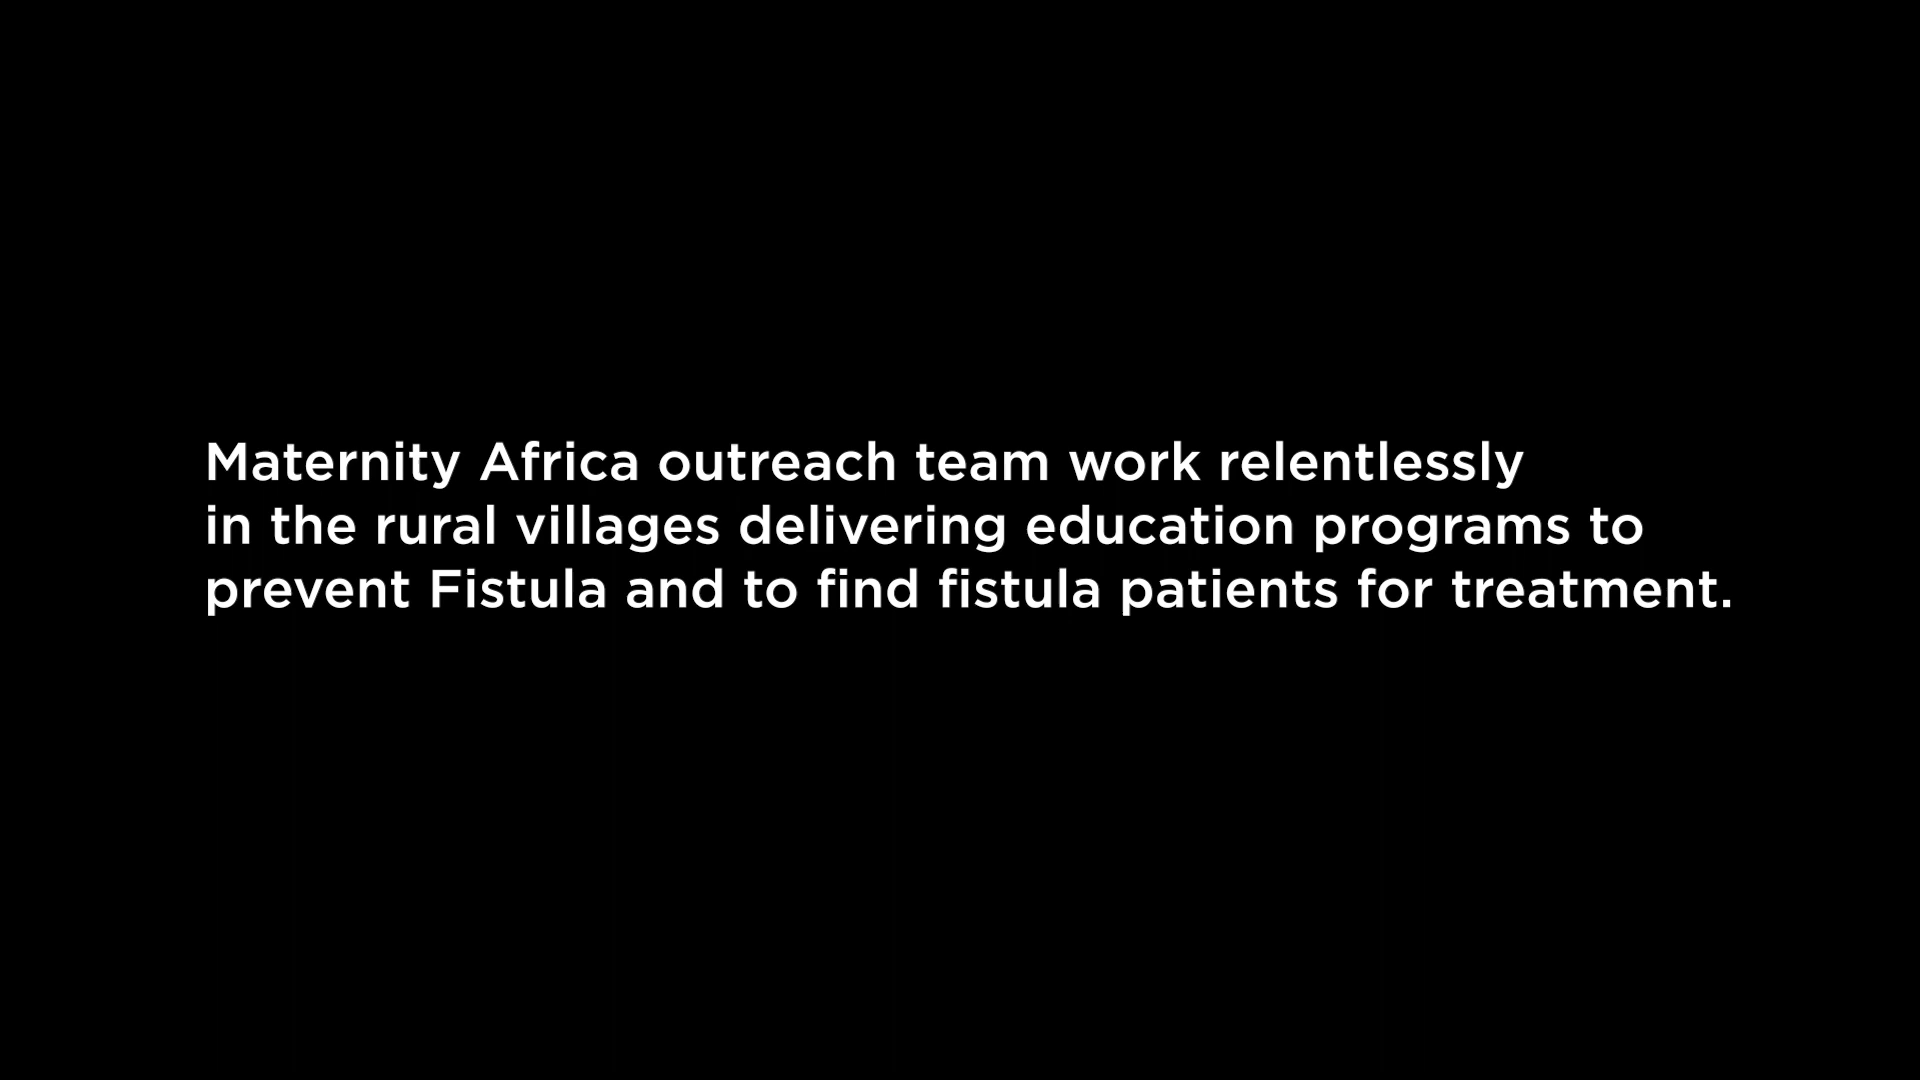 Maternity Africa outreach team work relentlessly
in the rural villages delivering education programs to
prevent Fistula and to find fistula patients for treatment.